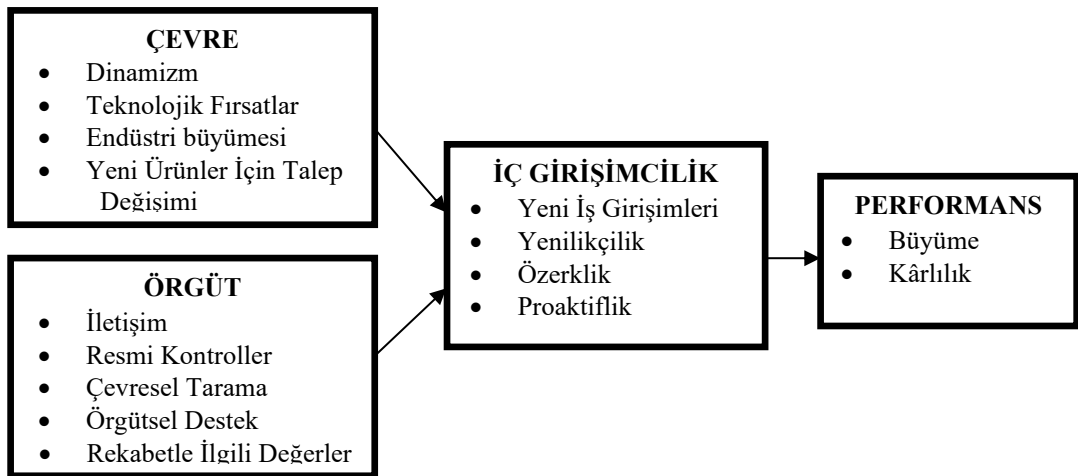 ÇEVRE
• Dinamizm
• Teknolojik Fırsatlar
• Endüstri büyümesi
• Yeni Ürünler İçin Talep
Değişimi
ÖRGÜT
• İletişim
• Resmi Kontroller
• Çevresel Tarama
• Örgütsel Destek
• Rekabetle İlgili Değerler
İÇ GİRİŞİMCİLİK
• Yeni İş Girişimleri
• Yenilikçilik
• Özerklik
• Proaktiflik
PERFORMANS
• Büyüme
• Kârlılık